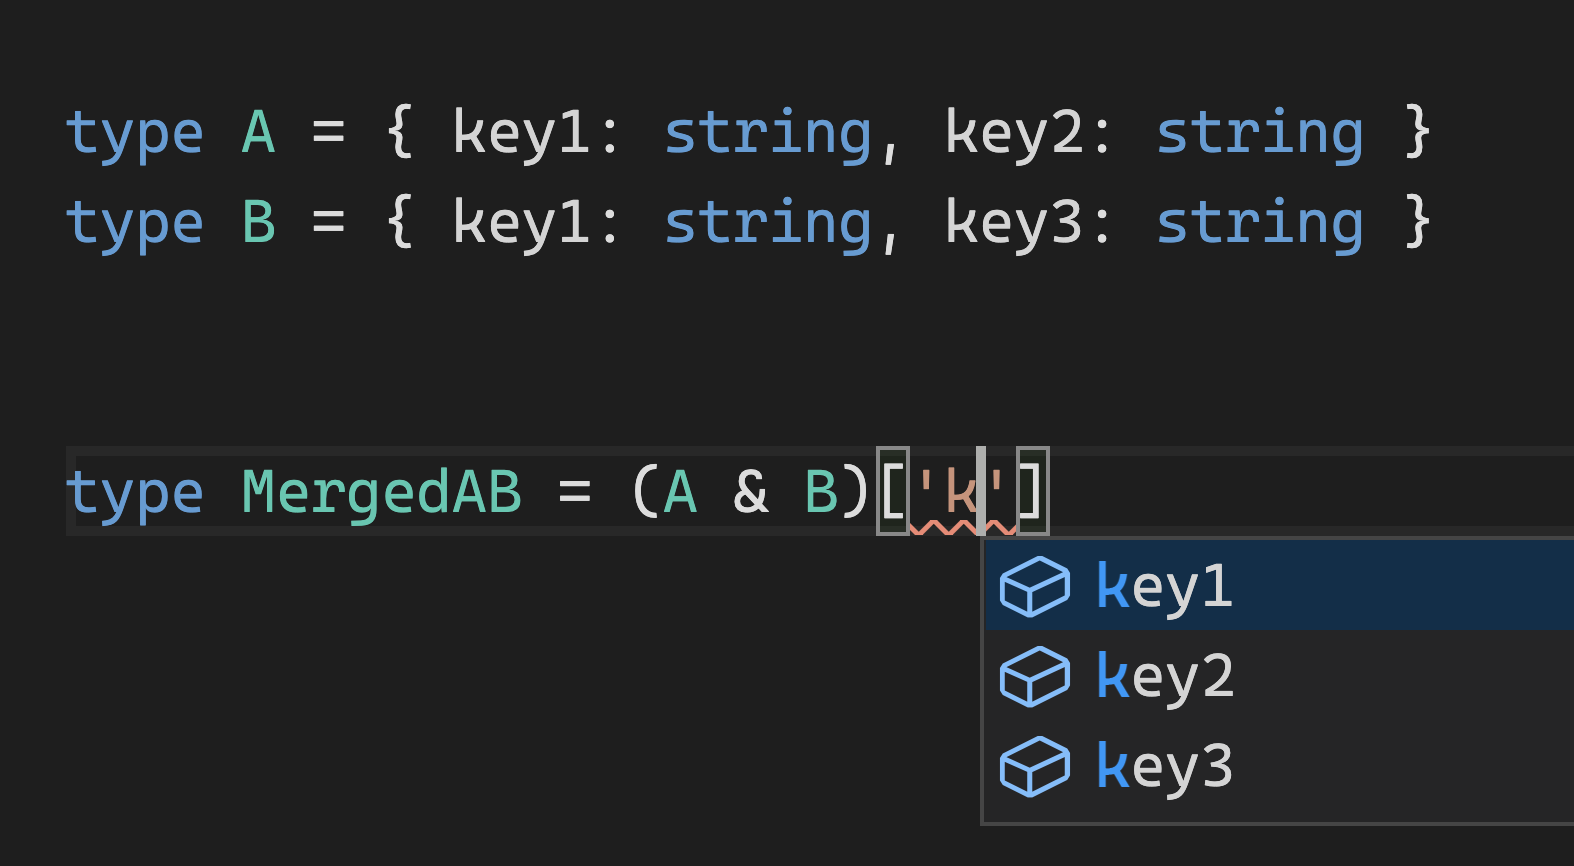 type A = { key1: string, key2: string }
type B = { key1: string, key3: string }
type MergedAB = (A & B)['k']
key1
key2
key3